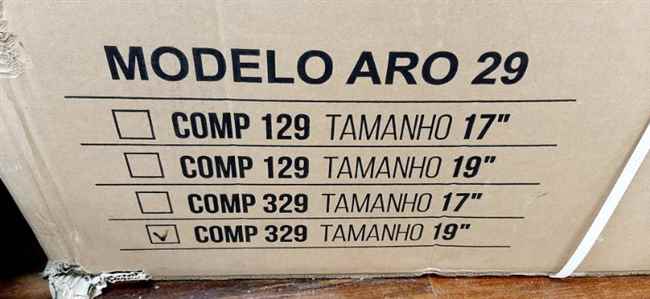 MODELO ARO 29
COMP 129 TAMANHO 17"
COMP 129 TAMANHO 19"
COMP 329 TAMANHO 17"
COMP 329 TAMANHO 19"